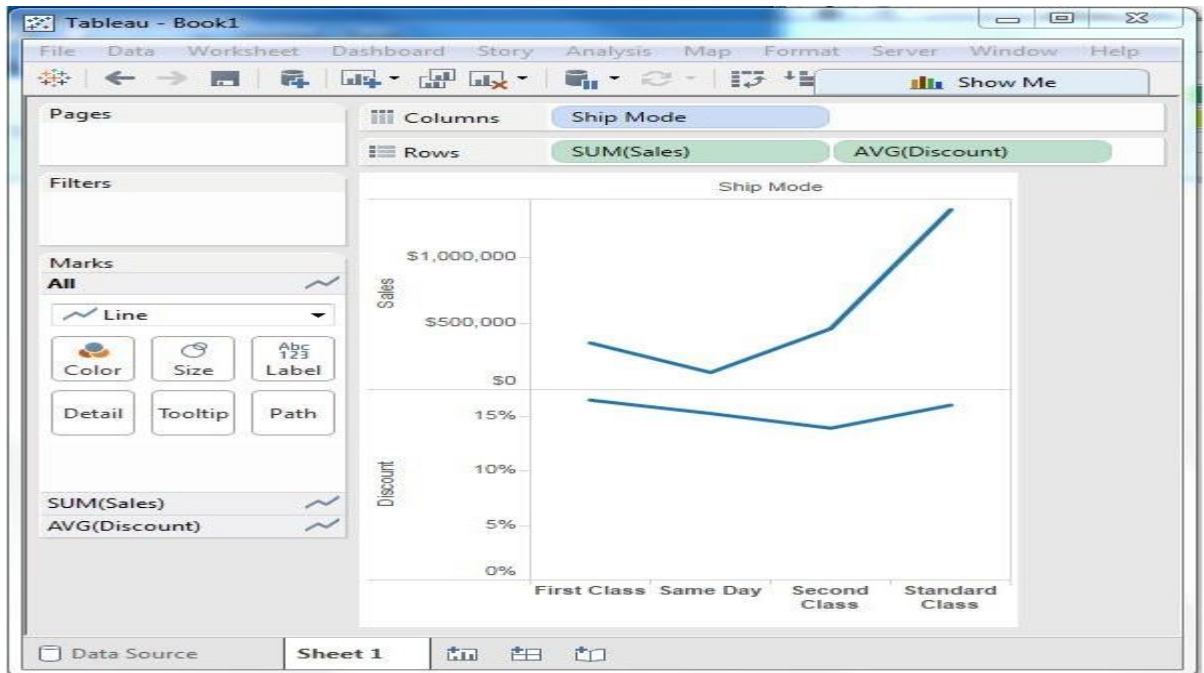 Tableau - Book1
File Data Worksheet Dashboard Story Analysis Map Format Server Window Help
Show Me
Pages
Columns Ship Mode
Rows SUM(Sales) AVG(Discount)
Filters
Marks
All
Line
Color Size Abc 123 Label
Detail Tooltip Path
SUM(Sales)
AVG(Discount)
Ship Mode
Sales
$1,000,000
$500,000
$0
Discount
15%
10%
5%
0%
First Class Same Day Second Class Standard Class
Data Source Sheet 1